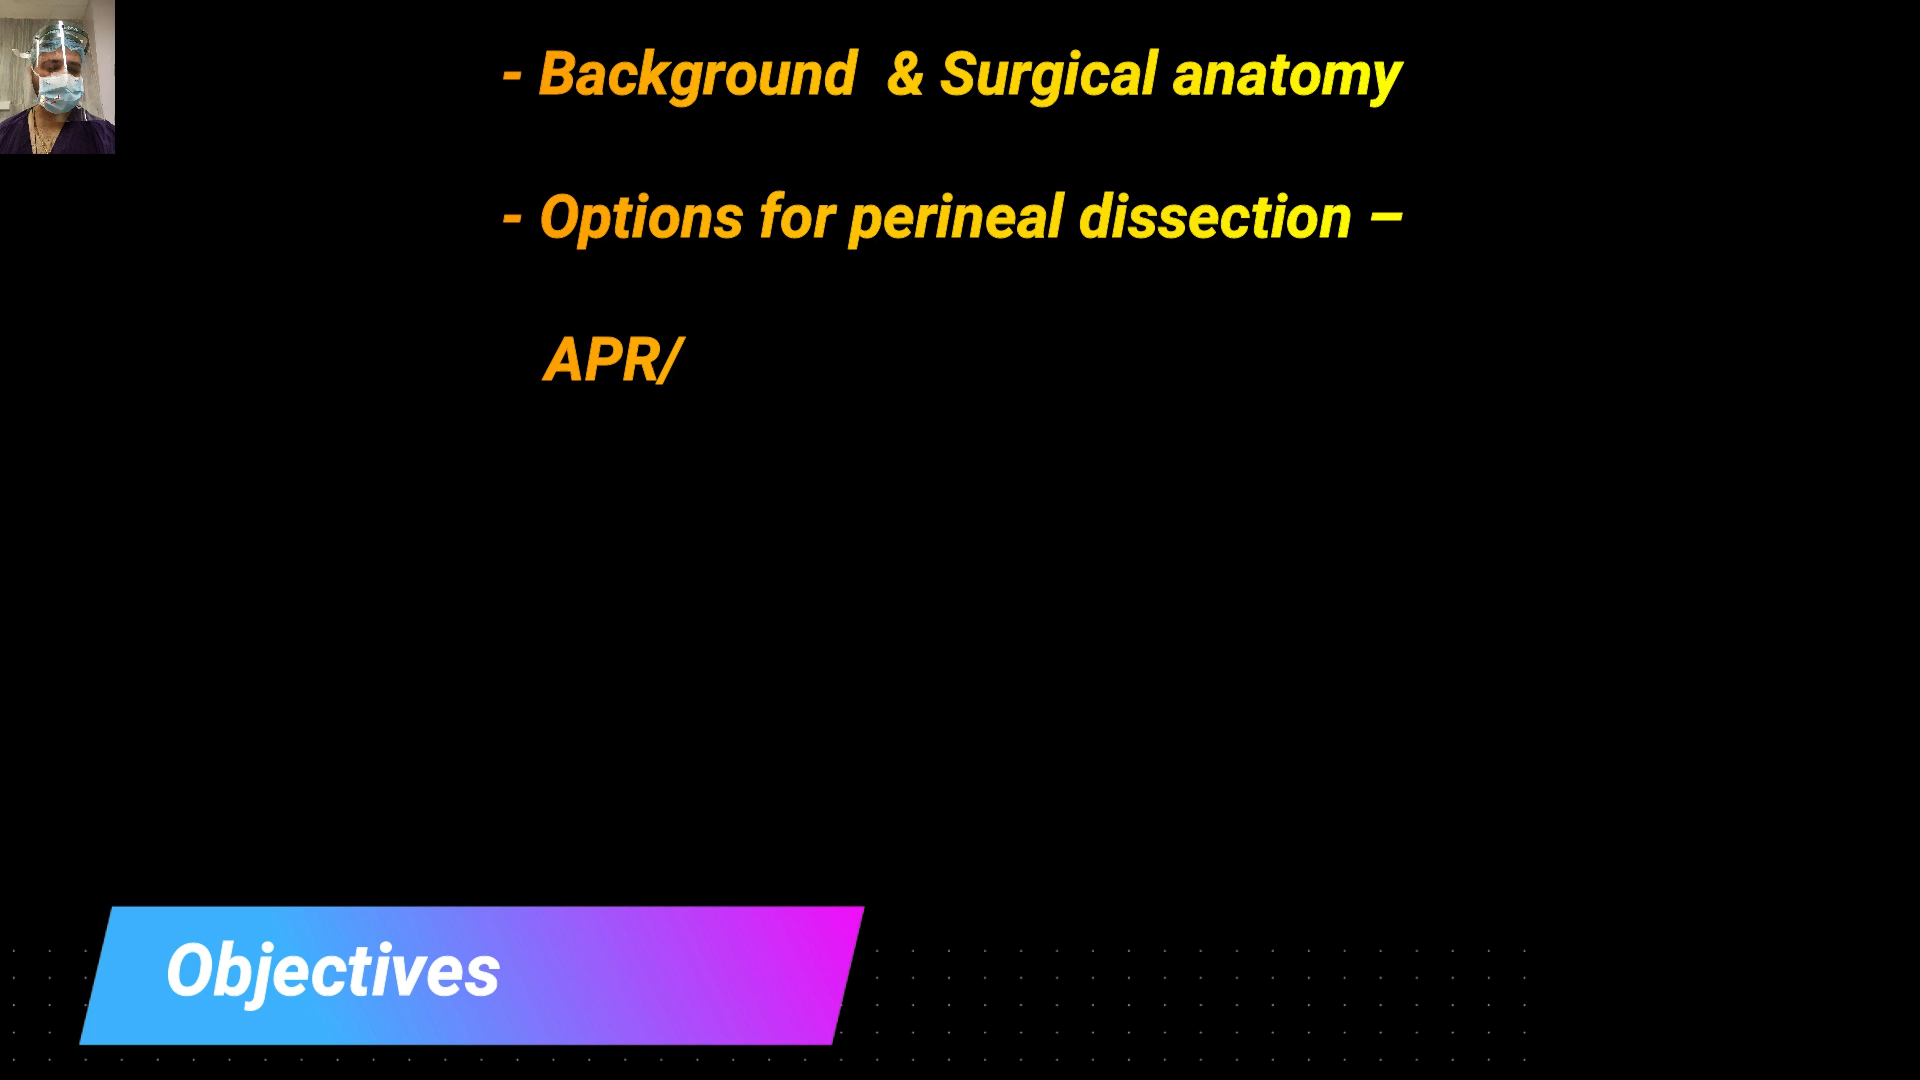 - Background & Surgical anatomy
- Options for perineal dissection –
APR/
Objectives